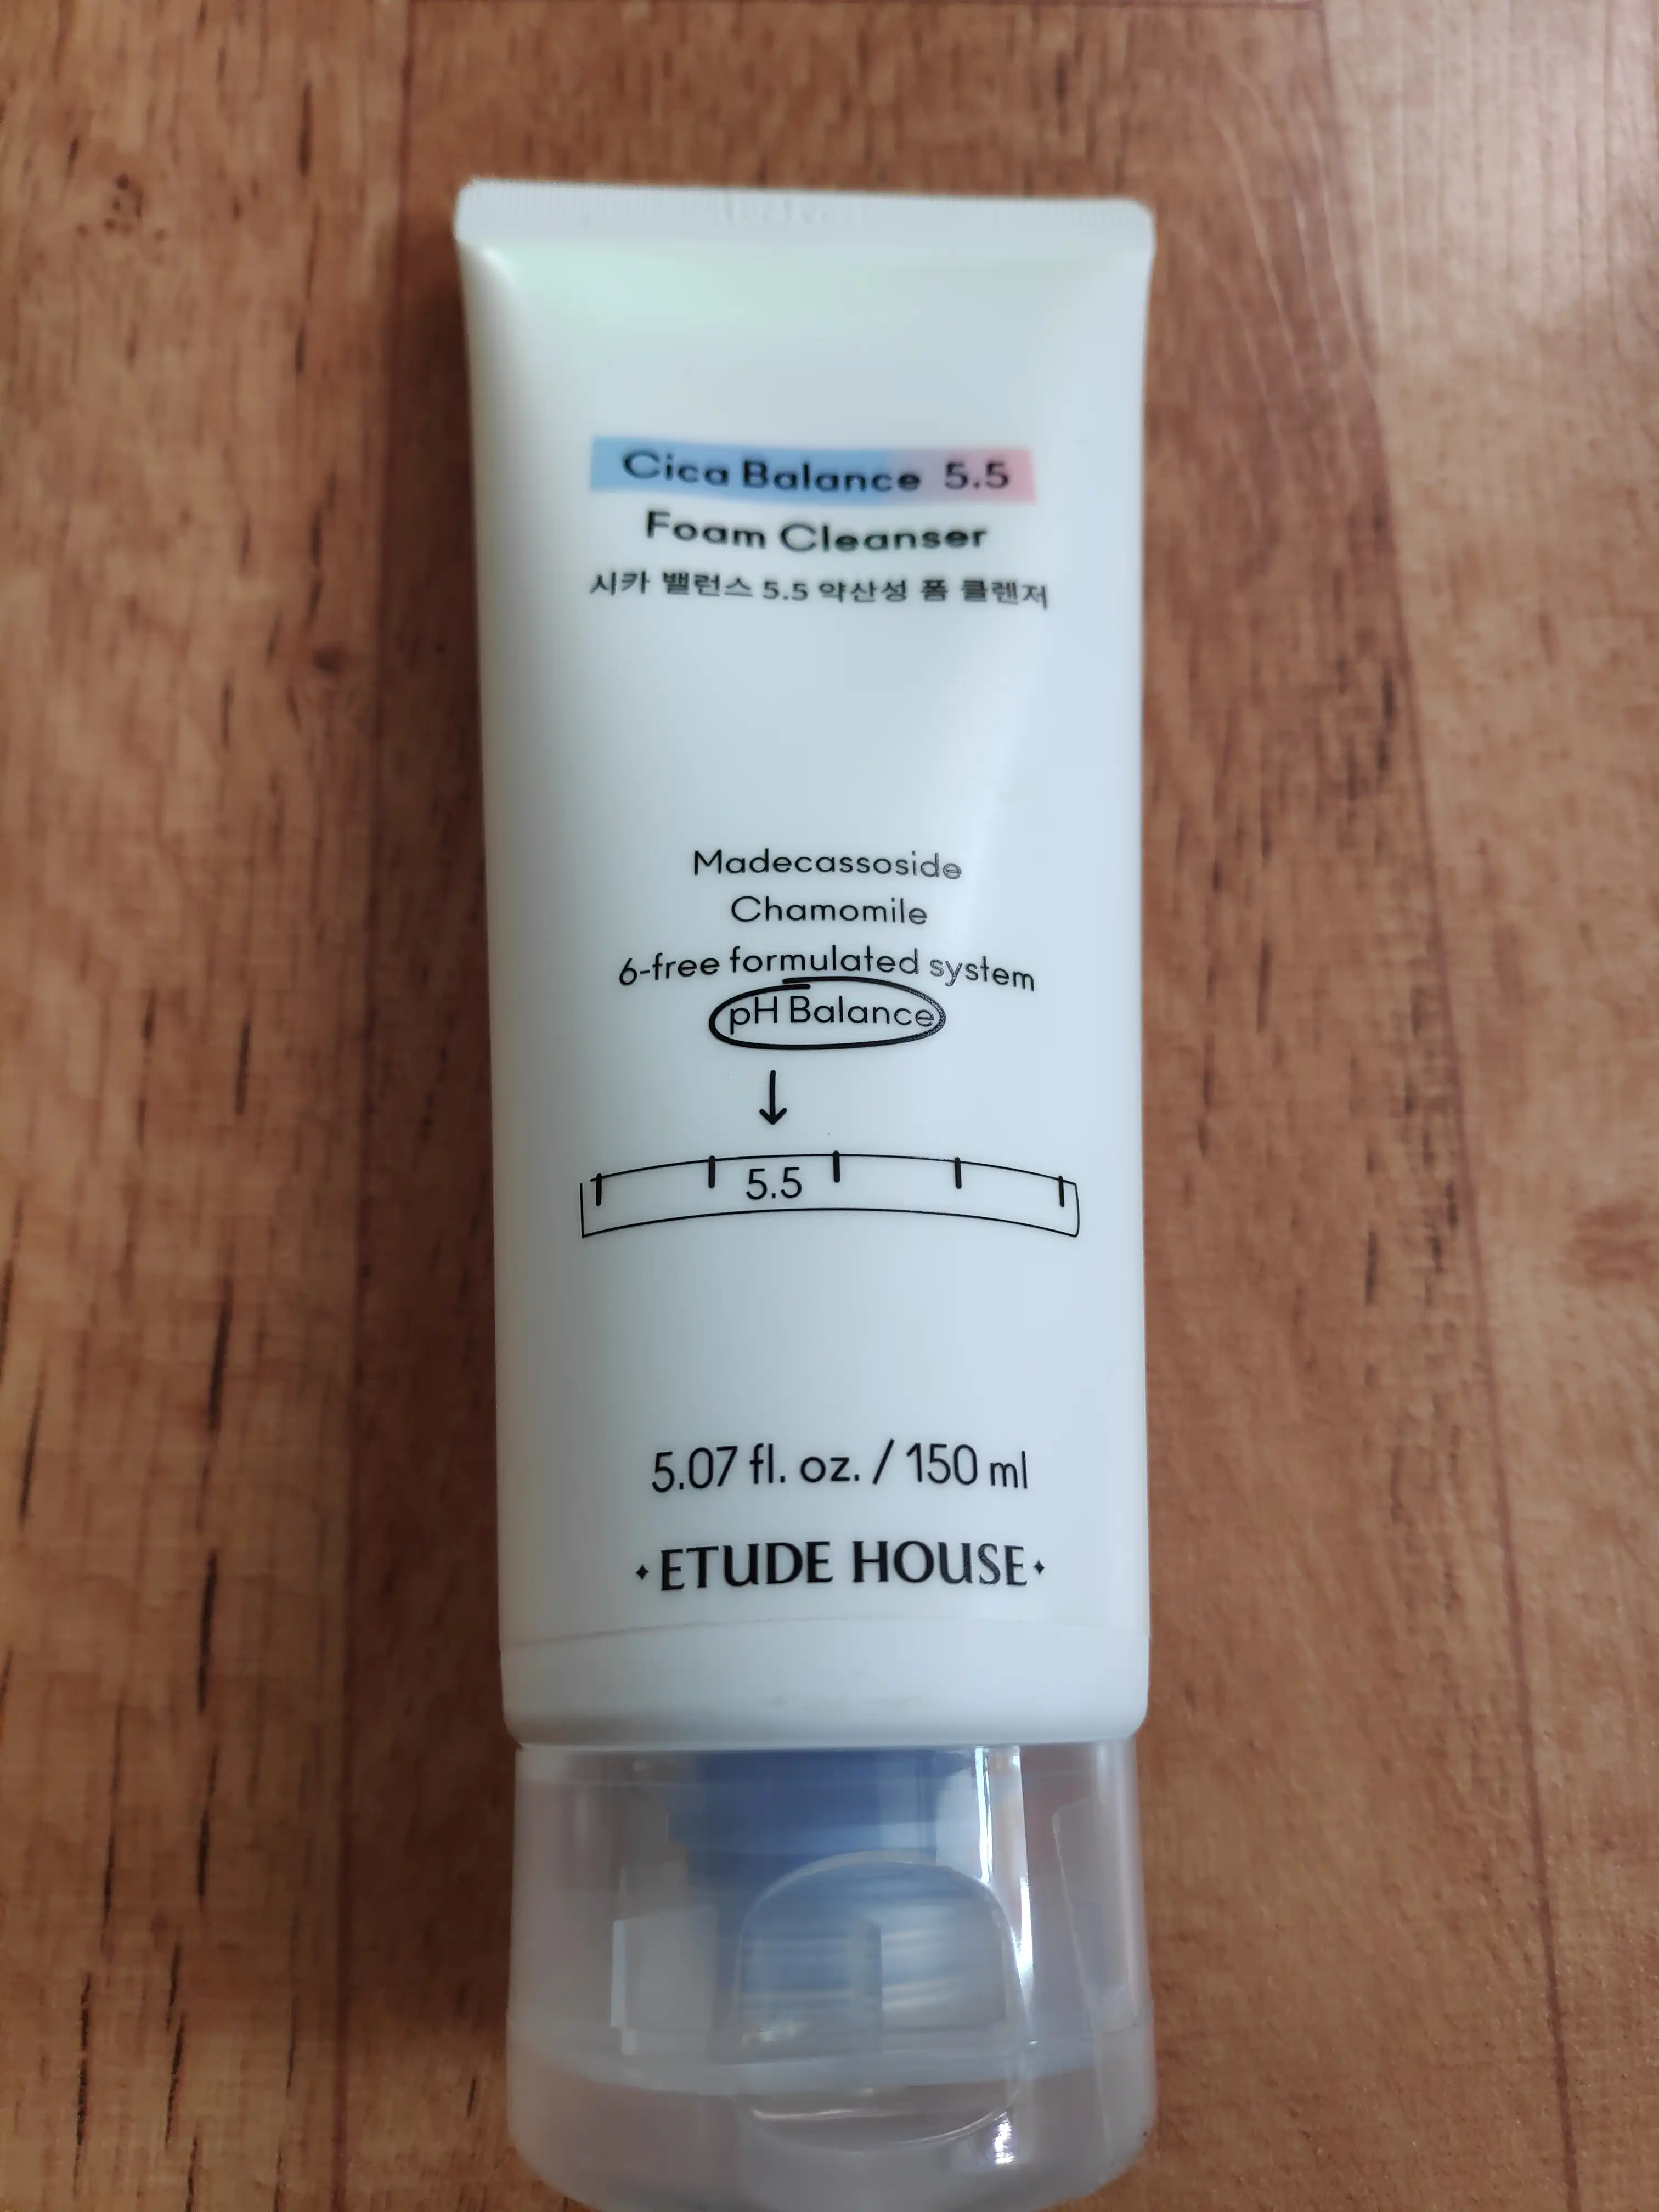 Cica Balance 5.5
Foam Cleanser
시카 밸런스 5.5 약산성 폼 클렌저
Madecassoside
Chamomile
6-free formulated system
pH Balance
5.5
5.07 fl. oz. / 150 ml
ETUDE HOUSE